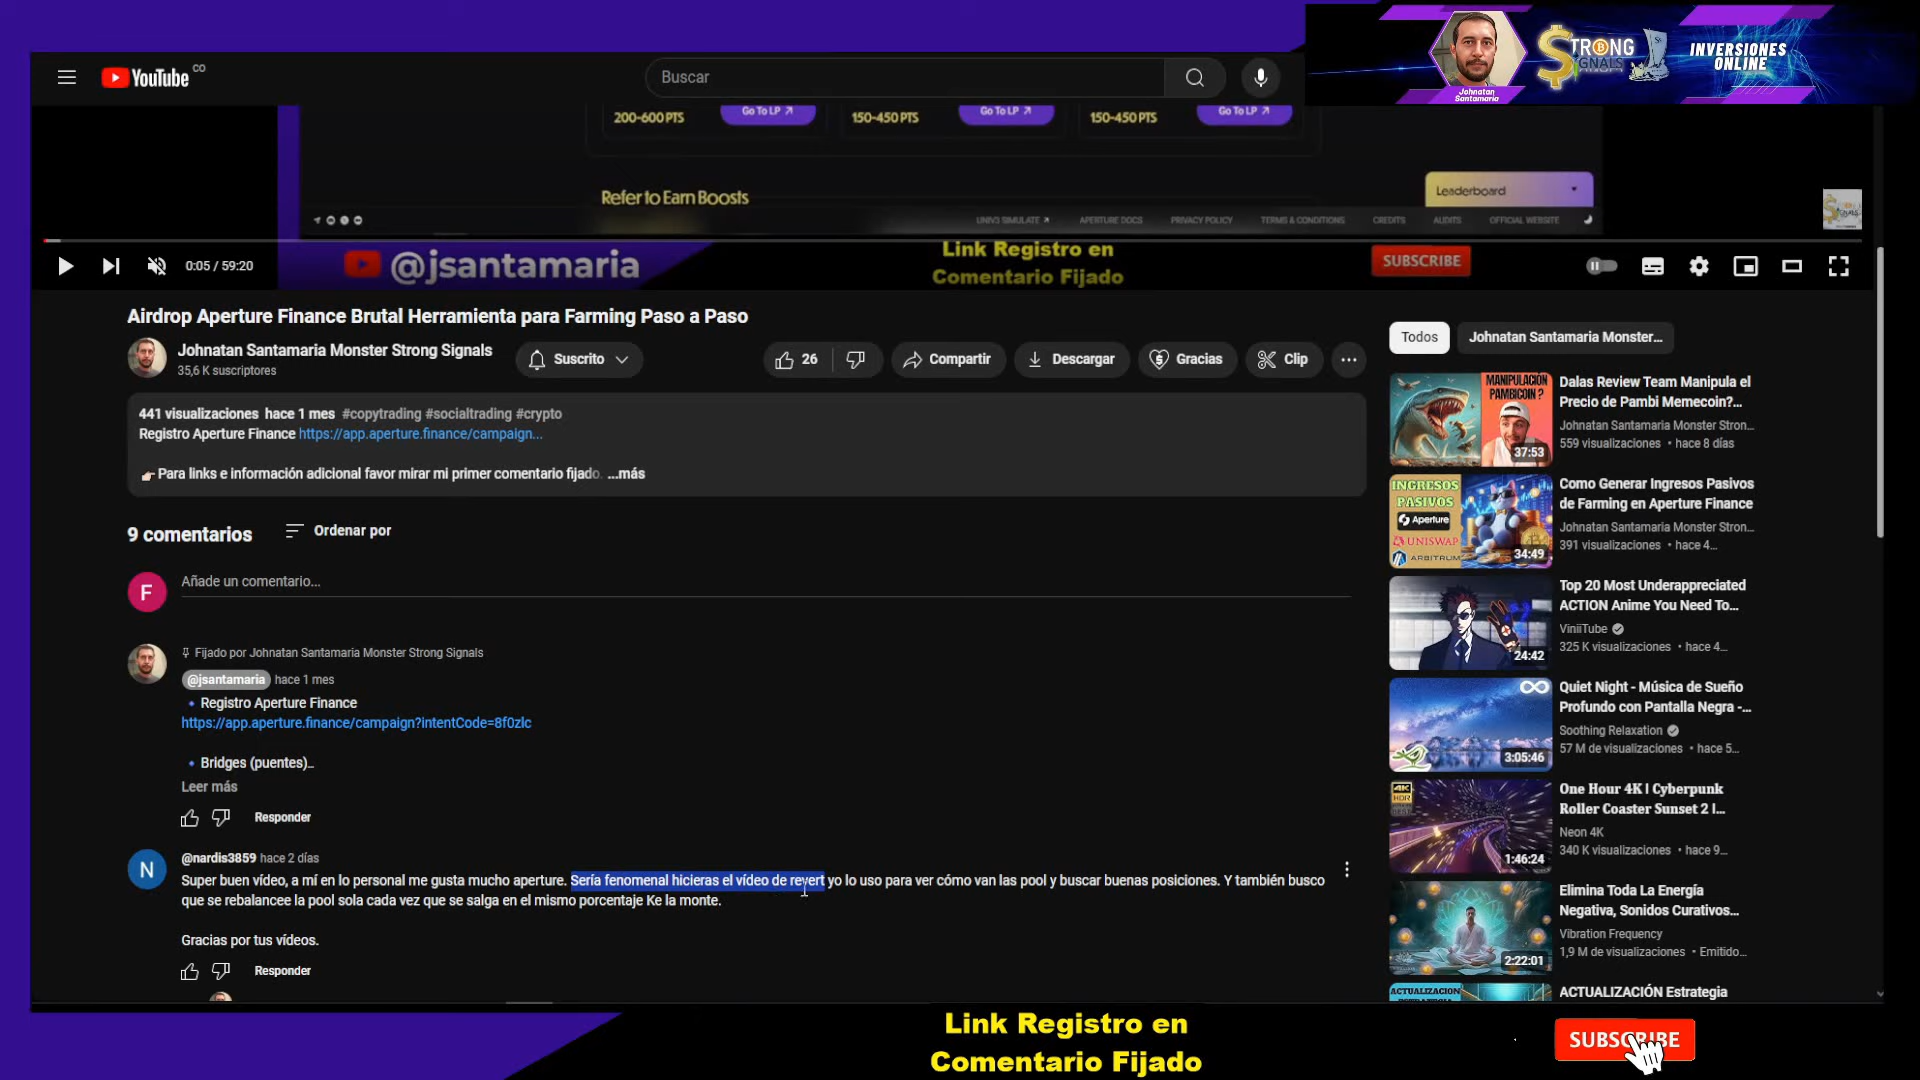 YouTube CO
Buscar
Johnatan
Santamaria
STRONG
SIGNALS
INVERSIONES
ONLINE
200-600 PTS
Go To LP ↗
150-450 PTS
Go To LP ↗
150-450 PTS
Go To LP ↗
Refer to Earn Boosts
Leaderboard
UNIV3 SIMULATE ↗
APERTURE DOCS
PRIVACY POLICY
TERMS & CONDITIONS
CREDITS
AUDITS
OFFICIAL WEBSITE
0:05 / 59:20
@jsantamaria
Link Registro en
Comentario Fijado
SUBSCRIBE
Airdrop Aperture Finance Brutal Herramienta para Farming Paso a Paso
Johnatan Santamaria Monster Strong Signals
35,6 K suscriptores
Suscrito
26
Compartir
Descargar
Gracias
Clip
441 visualizaciones hace 1 mes #copytrading #socialtrading #crypto
Registro Aperture Finance https://app.aperture.finance/campaign...
👉🏻 Para links e información adicional favor mirar mi primer comentario fijado. ...más
9 comentarios
Ordenar por
F
Añade un comentario...
Fijado por Johnatan Santamaria Monster Strong Signals
@jsantamaria hace 1 mes
🔹 Registro Aperture Finance
https://app.aperture.finance/campaign?intentCode=8f0zlc
🔹 Bridges (puentes)...
Leer más
Responder
N
@nardis3859 hace 2 días
Super buen vídeo, a mí en lo personal me gusta mucho aperture. Sería fenomenal hicieras el vídeo de revert yo lo uso para ver cómo van las pool y buscar buenas posiciones. Y también busco
que se rebalancee la pool sola cada vez que se salga en el mismo porcentaje Ke la monte.
Gracias por tus vídeos.
Responder
Todos
Johnatan Santamaria Monster...
MANIPULACIÓN
PAMBICOIN ?
37:53
Dalas Review Team Manipula el
Precio de Pambi Memecoin?...
Johnatan Santamaria Monster Stron...
559 visualizaciones • hace 8 días
INGRESOS
PASIVOS
Aperture
UNISWAP
ARBITRUM
34:49
Como Generar Ingresos Pasivos
de Farming en Aperture Finance
Johnatan Santamaria Monster Stron...
391 visualizaciones • hace 4...
24:42
Top 20 Most Underappreciated
ACTION Anime You Need To...
ViniiTube
325 K visualizaciones • hace 4...
3:05:46
Quiet Night - Música de Sueño
Profundo con Pantalla Negra -...
Soothing Relaxation
57 M de visualizaciones • hace 5...
4K
HDR
1:46:24
One Hour 4K | Cyberpunk
Roller Coaster Sunset 2 |...
Neon 4K
340 K visualizaciones • hace 9...
2:22:01
Elimina Toda La Energía
Negativa, Sonidos Curativos...
Vibration Frequency
1,9 M de visualizaciones • Emitido...
ACTUALIZACION
ACTUALIZACIÓN Estrategia
Link Registro en
Comentario Fijado
SUBSCRIBE